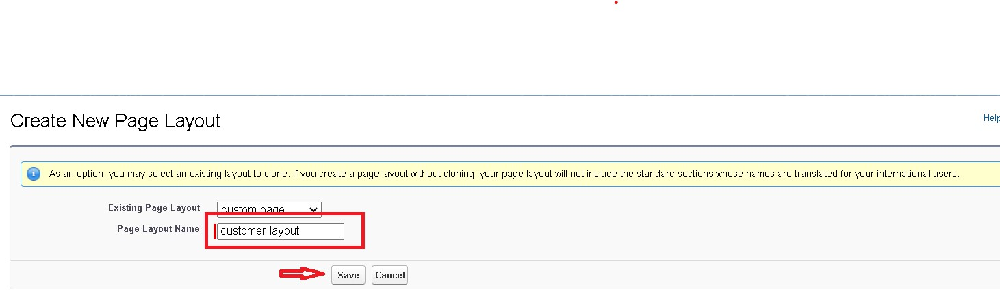 Create New Page Layout
Help
As an option, you may select an existing layout to clone. If you create a page layout without cloning, your page layout will not include the standard sections whose names are translated for your international users.
Existing Page Layout custom page
Page Layout Name customer layout
Save Cancel